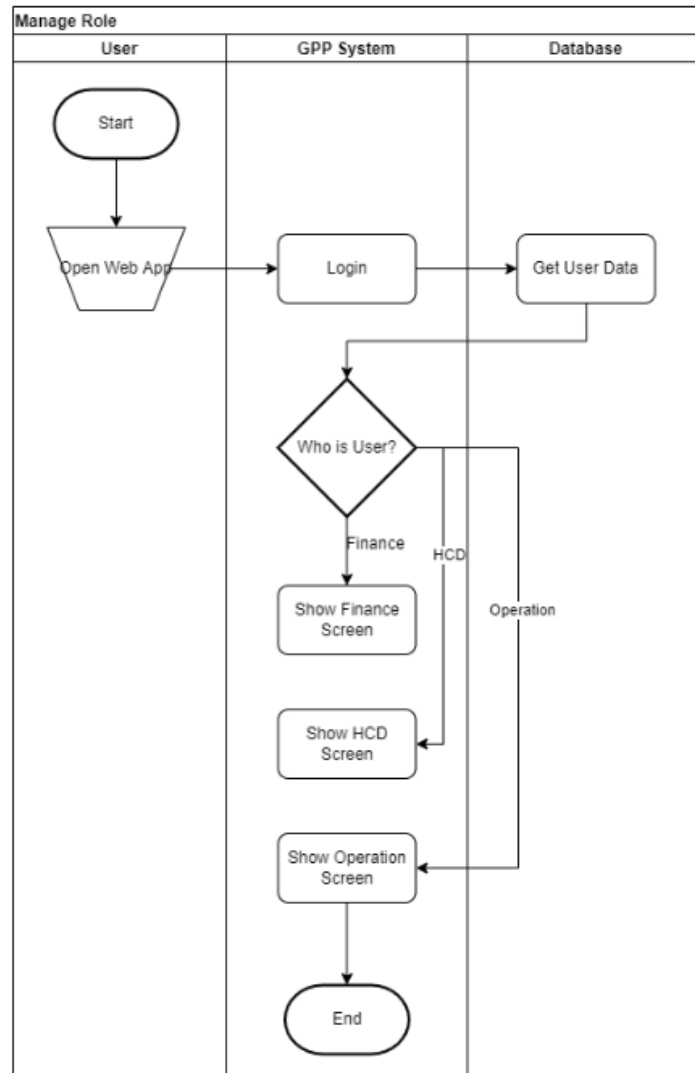 Manage Role
User
GPP System
Database
Start
Open Web App
Login
Get User Data
Who is User?
Finance
HCD
Show Finance
Screen
Operation
Show HCD
Screen
Show Operation
Screen
End